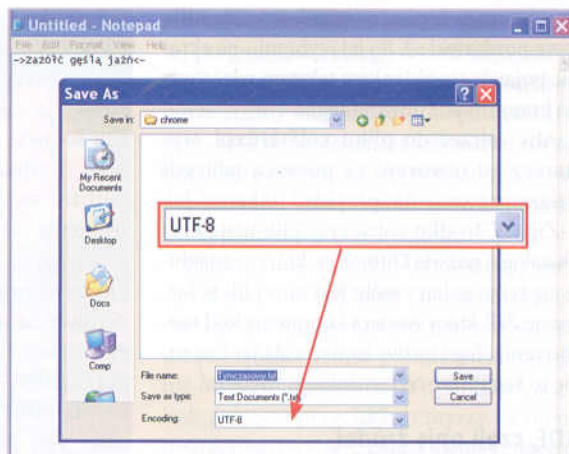 Untitled - Notepad
File Edit Format View Help
->zażółć gęślą jaźń<-
Save As
Save in:
chrome
My Recent
Documents
Desktop
Docs
Comp
UTF-8
File name:
Tymczasowy.txt
Save
Save as type:
Text Documents (*.txt)
Cancel
Encoding:
UTF-8